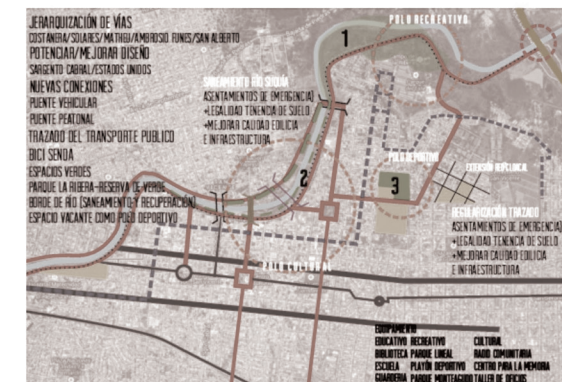 JERARQUIZACION DE VÍAS
COSTANERA/SOLARES/MATHEU/AMBROSIO FUNES/SAN ALBERTO
POTENCIAR/MEJORAR DISEÑO
SARGENTO CABRAL/ESTADOS UNIDOS
NUEVAS CONEXIONES
PUENTE VEHICULAR
PUENTE PEATONAL
TRAZADO DEL TRANSPORTE PUBLICO
BICI SENDA
ESPACIOS VERDES
PARQUE LA RIBERA-RESERVA DE VERDE
BORDE DE RÍO (SANEAMIENTO Y RECUPERACIÓN)
ESPACIO VACANTE COMO POLO DEPORTIVO
POLO RECREATIVO
1
SANEAMIENTO RÍO SUQUÍA
ASENTAMIENTOS DE EMERGENCIA)
+LEGALIDAD TENENCIA DE SUELO
+MEJORAR CALIDAD EDILICIA
E INFRAESTRUCTURA
2
POLO DEPORTIVO
3
EXTENSIÓN
REGULARIZACIÓN TRAZADO
ASENTAMIENTOS DE EMERGENCIA)
+LEGALIDAD TENENCIA DE SUELO
+MEJORAR CALIDAD EDILICIA
E INFRAESTRUCTURA
POLO CULTURAL
EQUIPAMIENTO
EDUCATIVO RECREATIVO CULTURAL
BIBLIOTECA PARQUE LINEAL RADIO COMUNITARIA
ESCUELA PLAYÓN DEPORTIVO CENTRO PARA LA MEMORIA
GUARDERIA PARQUE MONTEAGUDO TALLER DE OFICIOS